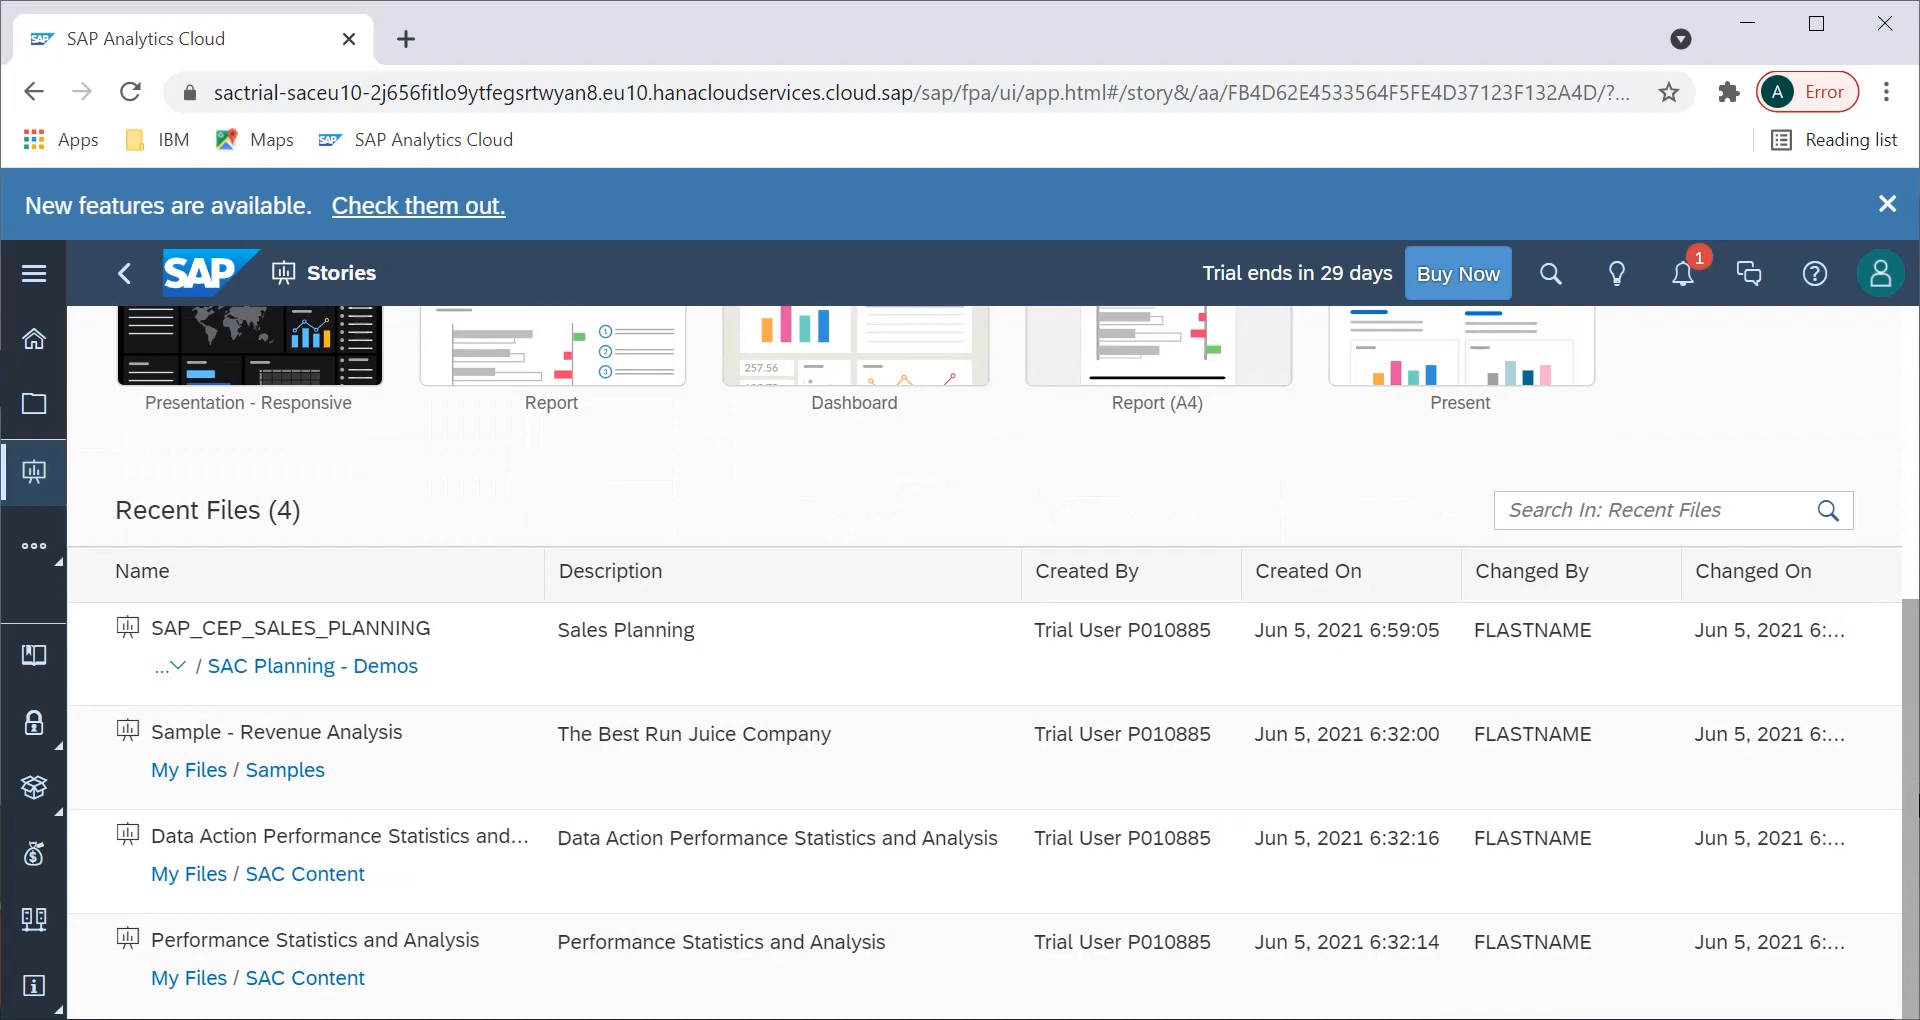 SAP Analytics Cloud
sactrial-saceu10-2j656fitlo9ytfegsrtwyan8.eu10.hanacloudservices.cloud.sap/sap/fpa/ui/app.html#/story&/aa/FB4D62E4533564F5FE4D37123F132A4D/?...
A Error
Apps IBM Maps SAP Analytics Cloud Reading list
New features are available. Check them out.
SAP Stories Trial ends in 29 days Buy Now 1
257.56
1
2
3
Presentation - Responsive Report Dashboard Report (A4) Present
Recent Files (4) Search In: Recent Files
Name Description Created By Created On Changed By Changed On
SAP_CEP_SALES_PLANNING Sales Planning Trial User P010885 Jun 5, 2021 6:59:05 FLASTNAME Jun 5, 2021 6:...
... / SAC Planning - Demos
Sample - Revenue Analysis The Best Run Juice Company Trial User P010885 Jun 5, 2021 6:32:00 FLASTNAME Jun 5, 2021 6:...
My Files / Samples
Data Action Performance Statistics and... Data Action Performance Statistics and Analysis Trial User P010885 Jun 5, 2021 6:32:16 FLASTNAME Jun 5, 2021 6:...
My Files / SAC Content
Performance Statistics and Analysis Performance Statistics and Analysis Trial User P010885 Jun 5, 2021 6:32:14 FLASTNAME Jun 5, 2021 6:...
My Files / SAC Content